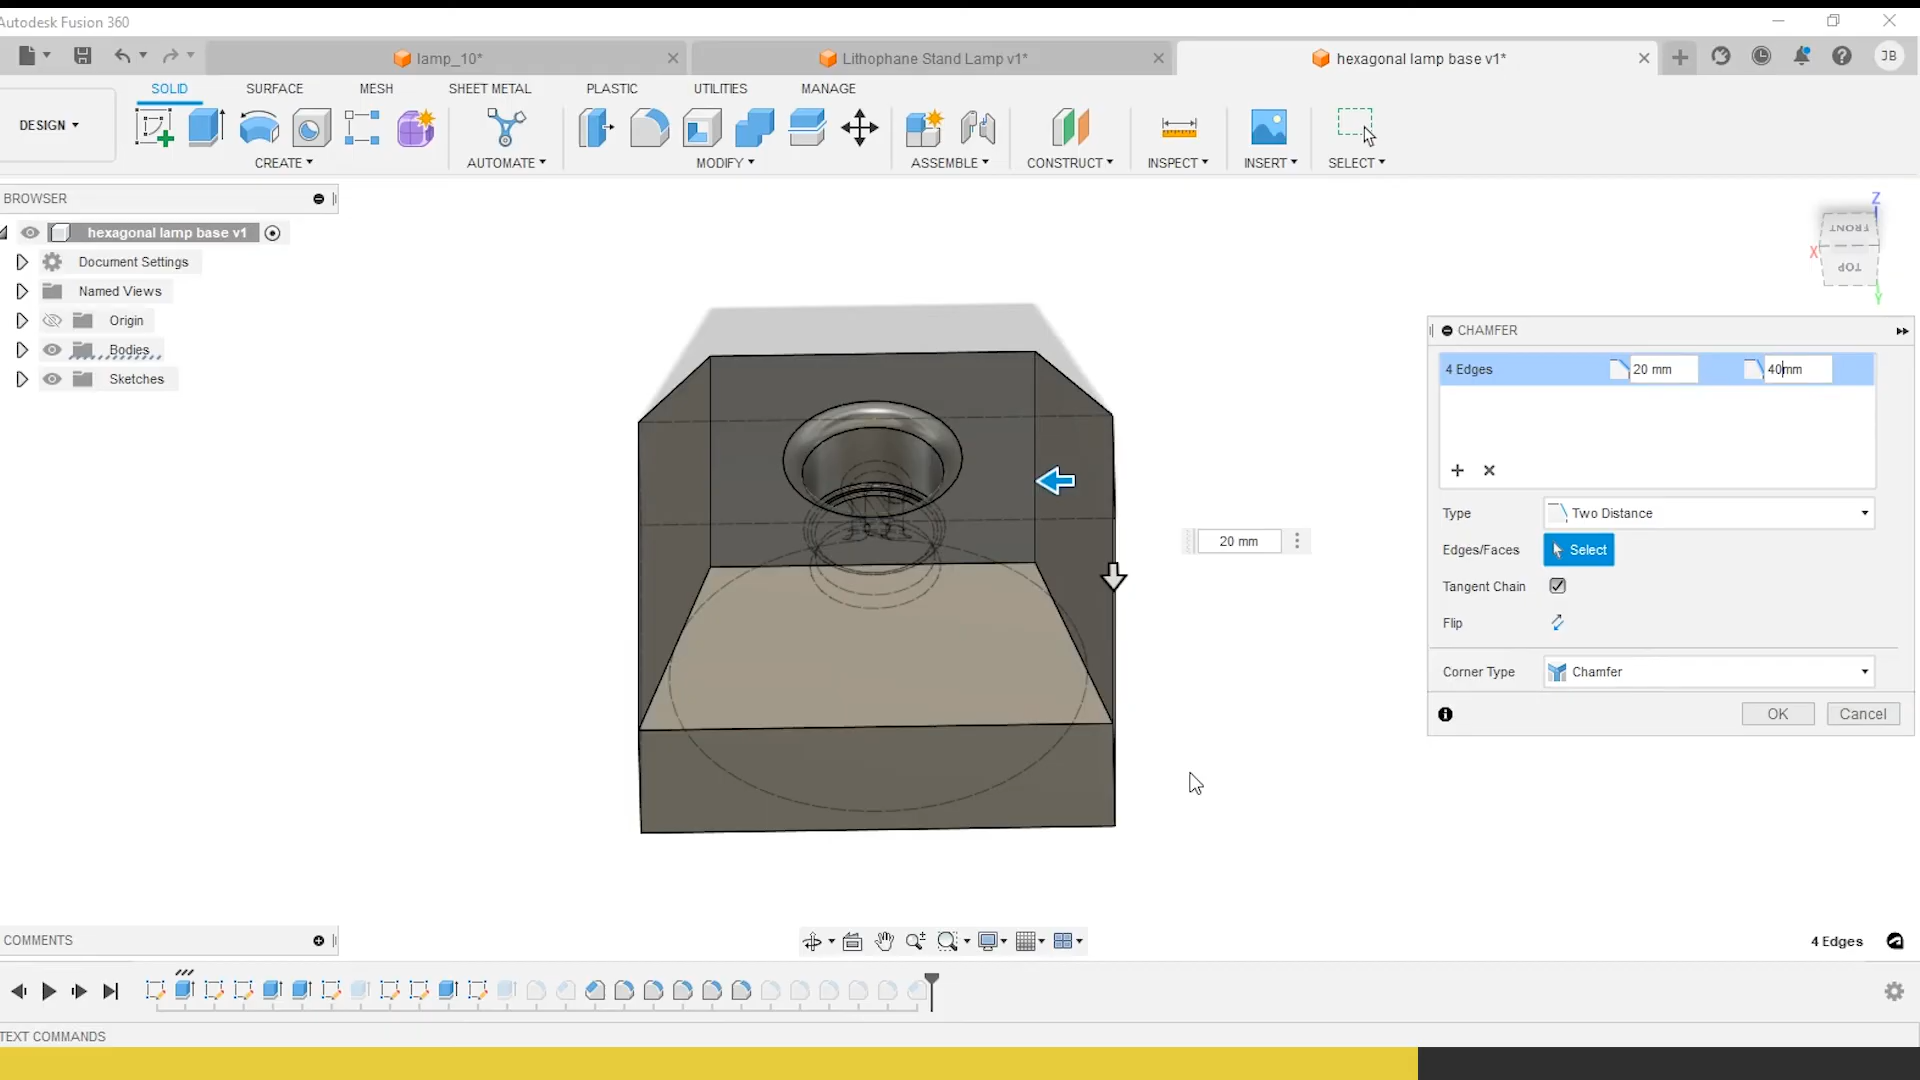 Autodesk Fusion 360
lamp_10*
Lithophane Stand Lamp v1*
hexagonal lamp base v1*
JB
DESIGN
SOLID
SURFACE
MESH
SHEET METAL
PLASTIC
UTILITIES
MANAGE
CREATE
AUTOMATE
MODIFY
ASSEMBLE
CONSTRUCT
INSPECT
INSERT
SELECT
BROWSER
hexagonal lamp base v1
Document Settings
Named Views
Origin
Bodies
Sketches
Z
FRONT
X
TOP
Y
CHAMFER
4 Edges
20 mm
40mm
20 mm
Type
Two Distance
Edges/Faces
Select
Tangent Chain
Flip
Corner Type
Chamfer
OK
Cancel
COMMENTS
4 Edges
TEXT COMMANDS